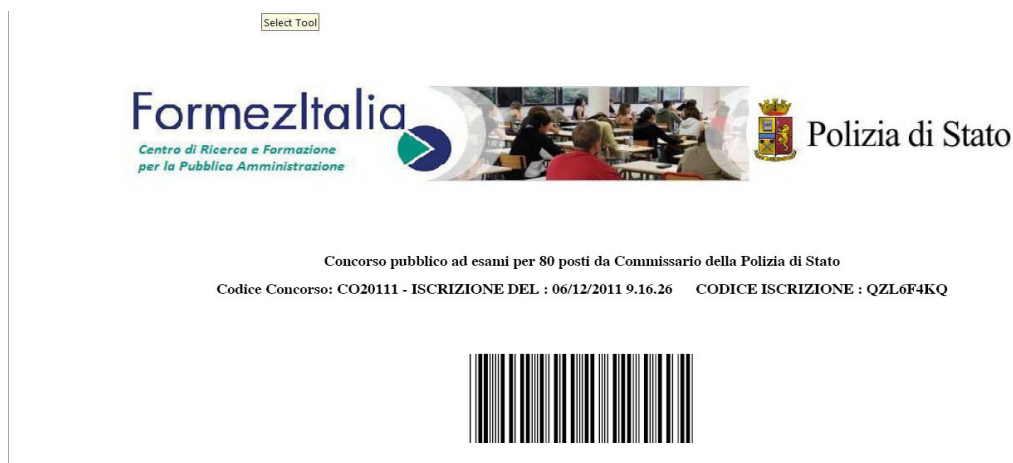 Select Tool
FormezItalia
Centro di Ricerca e Formazione
per la Pubblica Amministrazione
Polizia di Stato
Concorso pubblico ad esami per 80 posti da Commissario della Polizia di Stato
Codice Concorso: CO20111 - ISCRIZIONE DEL : 06/12/2011 9.16.26 CODICE ISCRIZIONE : QZL6F4KQ